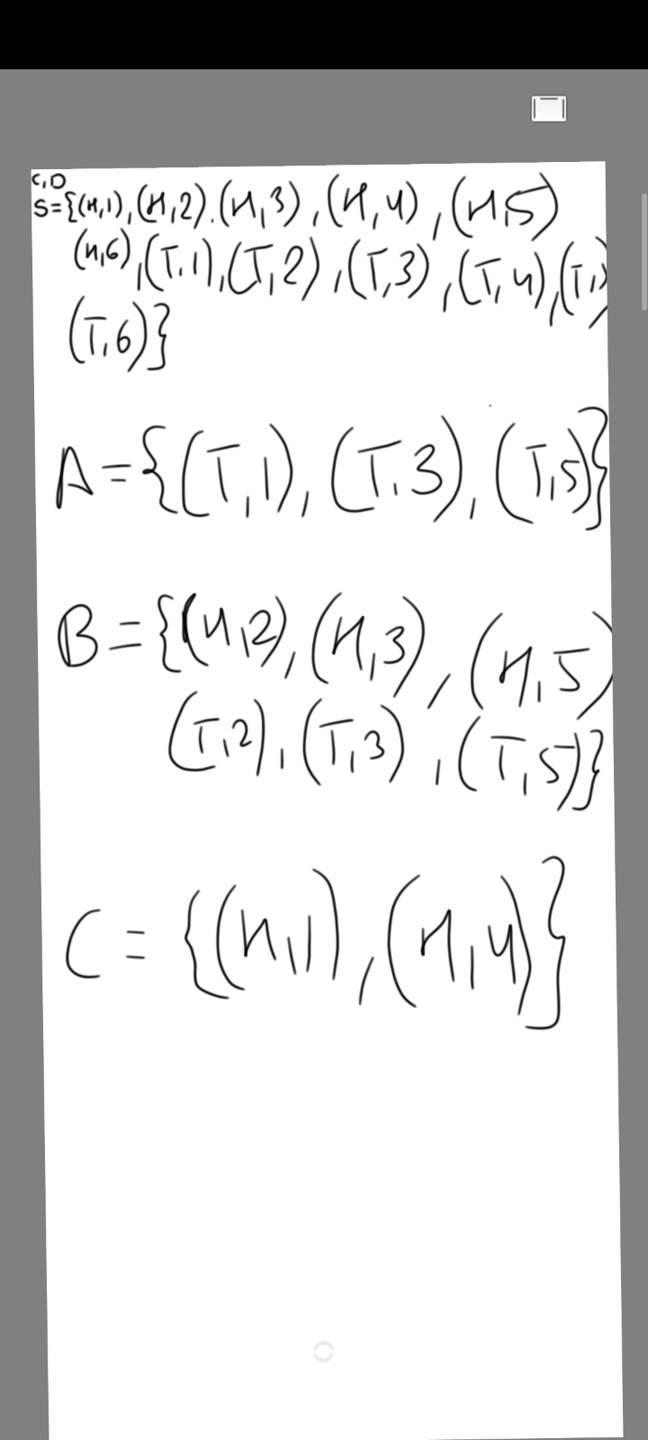 C,D
S={(H,1),(H,2).(H,3),(H,4),(H,5)
(H,6),(T,1),(T,2),(T,3),(T,4),(T,)
(T,6)}
A={(T,1),(T,3),(T,5)}
B={(H,2),(H,3),(H,5)
(T,2),(T,3),(T,5)}
C={(H,1),(H,4)}